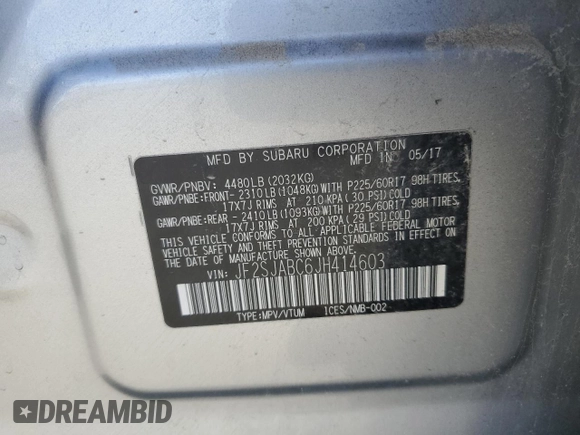 MFD BY SUBARU CORPORATION IN JAPAN 05/17
GVWR/PNBV: 4480LB(2032KG)
GAWR/PNBE:FRONT- 2310LB(1048KG)WITH P225/60R17 98H TIRES,
17X7J RIMS AT 210 KPA(30 PSI)COLD
GAWR/PNBE:REAR - 2410LB(1093KG)WITH P225/60R17 98H TIRES,
17X7J RIMS AT 200 KPA(29 PSI)COLD
THIS VEHICLE CONFORMS TO ALL APPLICABLE FEDERAL MOTOR
VEHICLE SAFETY AND THEFT PREVENTION STANDARDS IN EFFECT
ON THE DATE OF MANUFACTURE SHOWN ABOVE.
VIN: JF2SJABC6JH414603
TYPE:MPV/VTUM ICES/NMB-002
DREAMBID